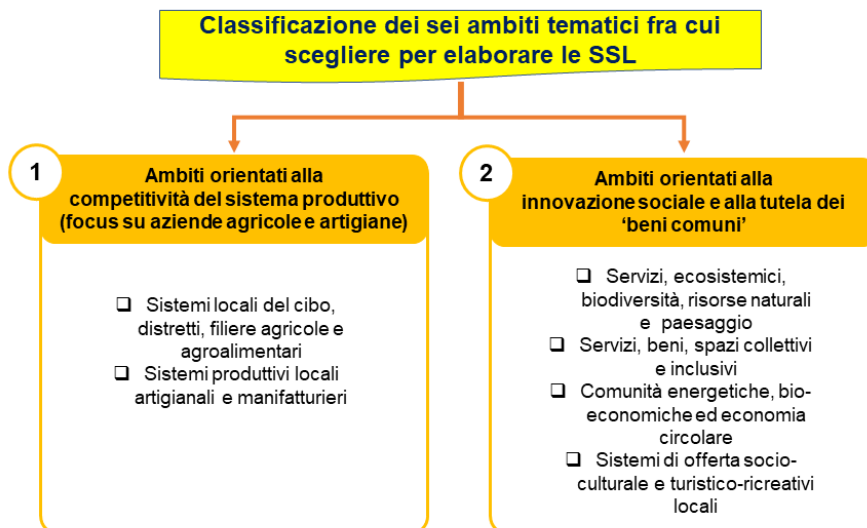 Classificazione dei sei ambiti tematici fra cui
scegliere per elaborare le SSL
1
Ambiti orientati alla
competitività del sistema produttivo
(focus su aziende agricole e artigiane)
Sistemi locali del cibo,
distretti, filiere agricole e
agroalimentari
Sistemi produttivi locali
artigianali e manifatturieri
2
Ambiti orientati alla
innovazione sociale e alla tutela dei
‘beni comuni’
Servizi, ecosistemici,
biodiversità, risorse naturali
e paesaggio
Servizi, beni, spazi collettivi
e inclusivi
Comunità energetiche, bio-
economiche ed economia
circolare
Sistemi di offerta socio-
culturale e turistico-ricreativi
locali